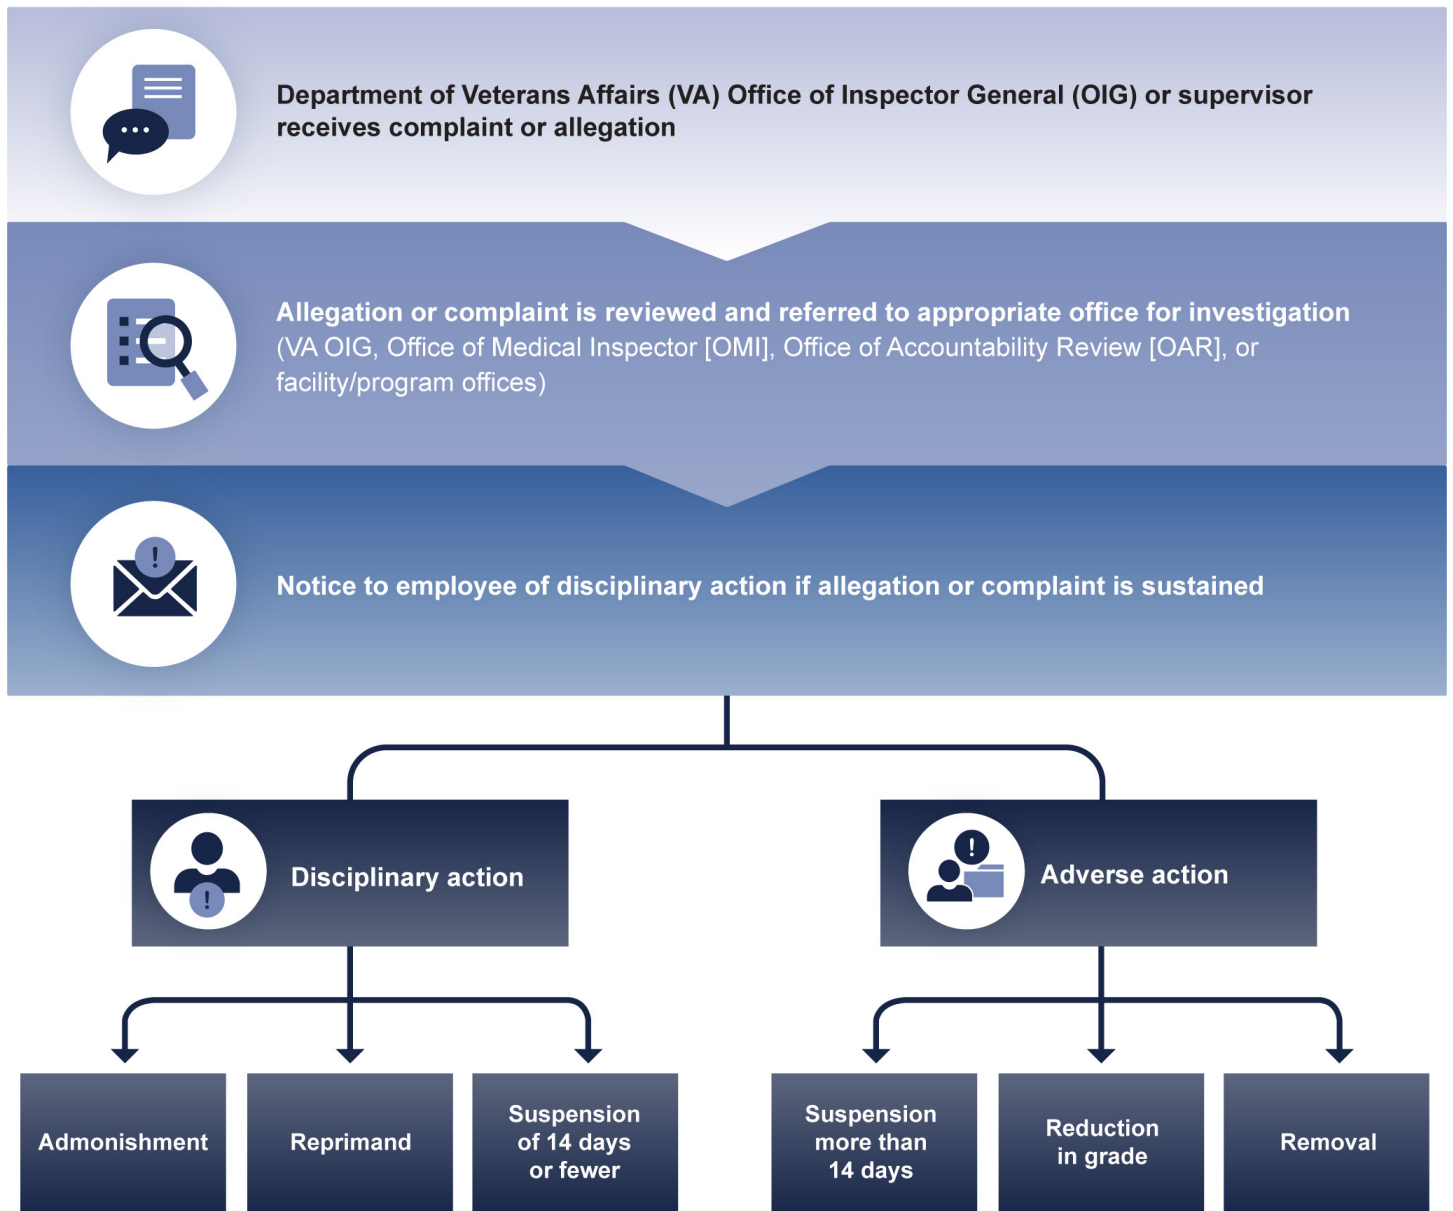 Department of Veterans Affairs (VA) Office of Inspector General (OIG) or supervisor
receives complaint or allegation
Allegation or complaint is reviewed and referred to appropriate office for investigation
(VA OIG, Office of Medical Inspector [OMI], Office of Accountability Review [OAR], or
facility/program offices)
Notice to employee of disciplinary action if allegation or complaint is sustained
Disciplinary action
Adverse action
Admonishment
Reprimand
Suspension
of 14 days
or fewer
Suspension
more than
14 days
Reduction
in grade
Removal